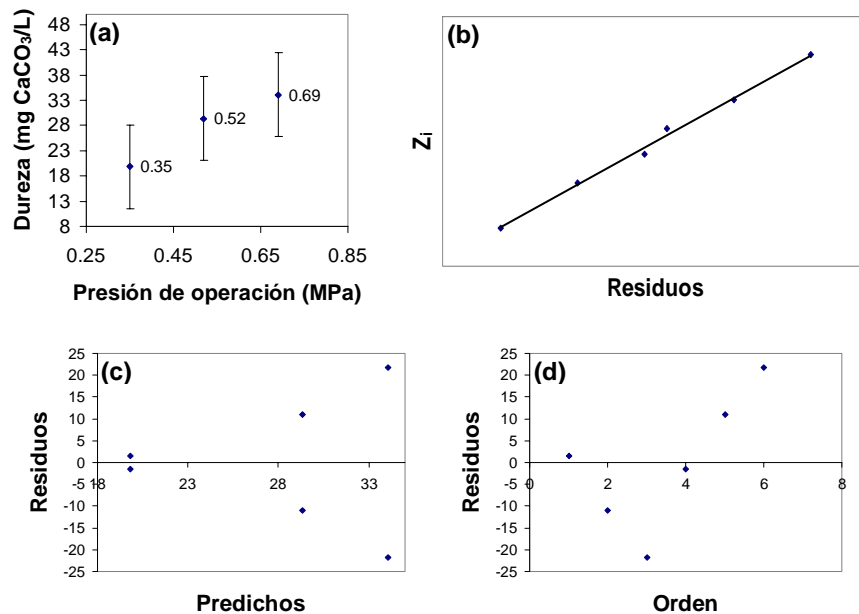 (a)
Dureza (mg CaCO3/L)
48
43
38
33
28
23
18
13
8
0.35
0.52
0.69
0.25 0.45 0.65 0.85
Presión de operación (MPa)
(b)
Zi
Residuos
(c)
Residuos
25
20
15
10
5
0
-5
-10
-15
-20
-25
18 23 28 33
Predichos
(d)
Residuos
25
20
15
10
5
0
-5
-10
-15
-20
-25
0 2 4 6 8
Orden